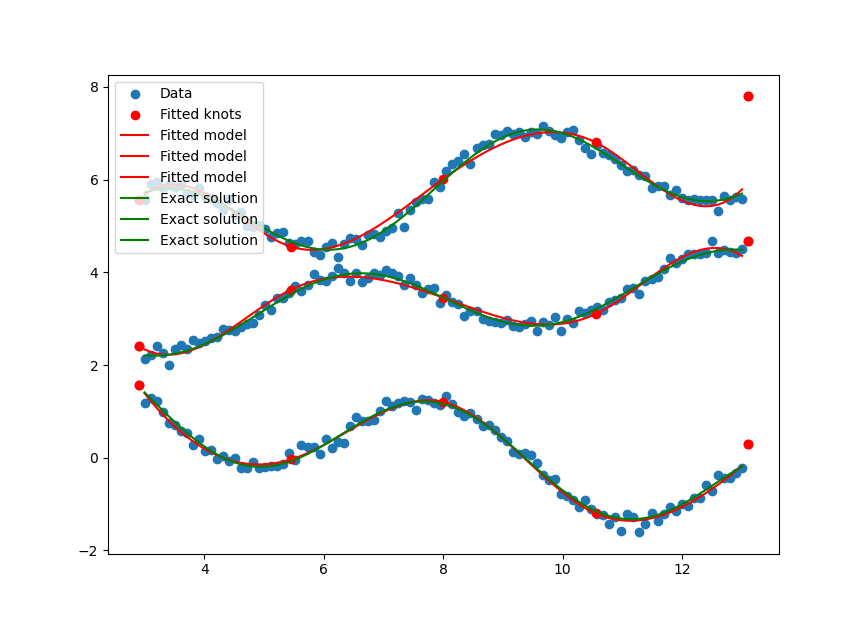 8
6
4
2
0
−2
Data
Fitted knots
Fitted model
Fitted model
Fitted model
Exact solution
Exact solution
Exact solution
4 6 8 10 12